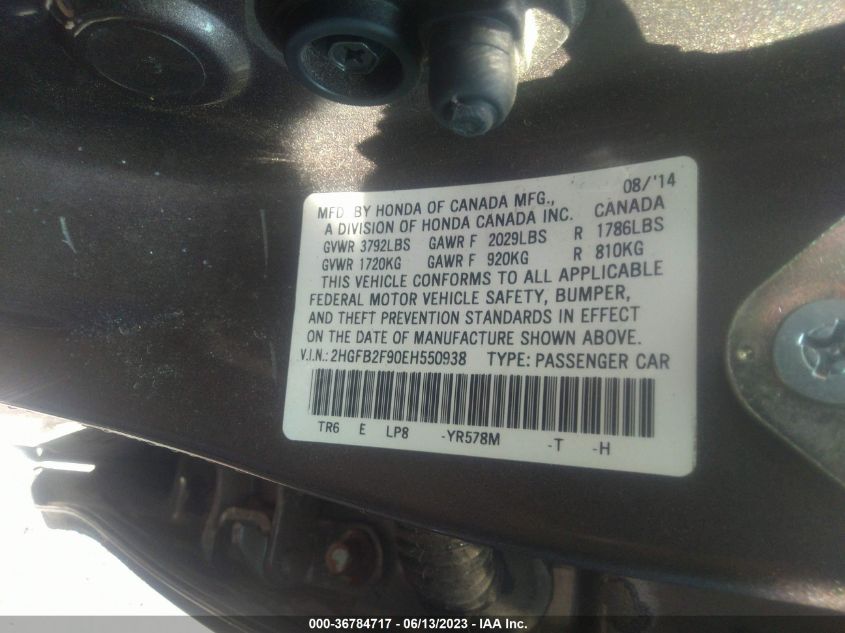 08/'14
MFD. BY HONDA OF CANADA MFG.,
A DIVISION OF HONDA CANADA INC. CANADA
GVWR 3792LBS GAWR F 2029LBS R 1786LBS
GVWR 1720KG GAWR F 920KG R 810KG
THIS VEHICLE CONFORMS TO ALL APPLICABLE
FEDERAL MOTOR VEHICLE SAFETY, BUMPER,
AND THEFT PREVENTION STANDARDS IN EFFECT
ON THE DATE OF MANUFACTURE SHOWN ABOVE.
V.I.N.: 2HGFB2F90EH550938 TYPE: PASSENGER CAR
TR6 E LP8 -YR578M -T -H
000-36784717 - 06/13/2023 - IAA Inc.